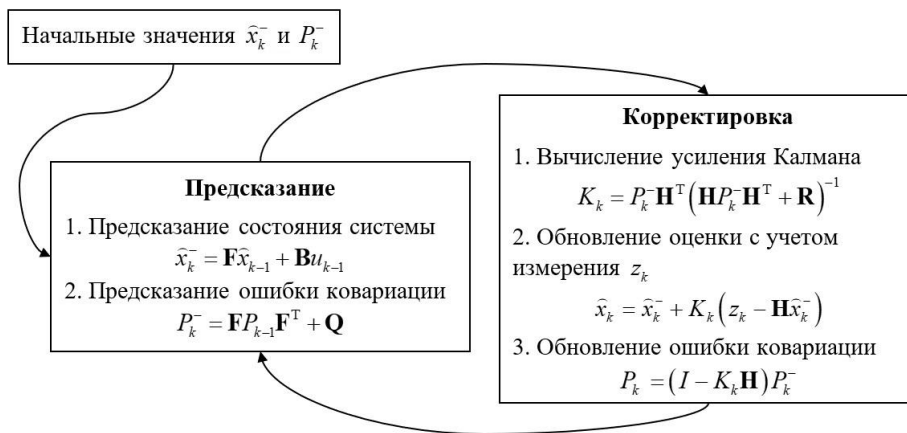 Начальные значения x̂ₖ⁻ и Pₖ⁻
Предсказание
1. Предсказание состояния системы
x̂ₖ⁻ = Fx̂ₖ₋₁ + Buₖ₋₁
2. Предсказание ошибки ковариации
Pₖ⁻ = FPₖ₋₁Fᵀ + Q
Корректировка
1. Вычисление усиления Калмана
Kₖ = Pₖ⁻Hᵀ(HPₖ⁻Hᵀ + R)⁻¹
2. Обновление оценки с учетом
измерения zₖ
x̂ₖ = x̂ₖ⁻ + Kₖ(zₖ − Hx̂ₖ⁻)
3. Обновление ошибки ковариации
Pₖ = (I − KₖH)Pₖ⁻